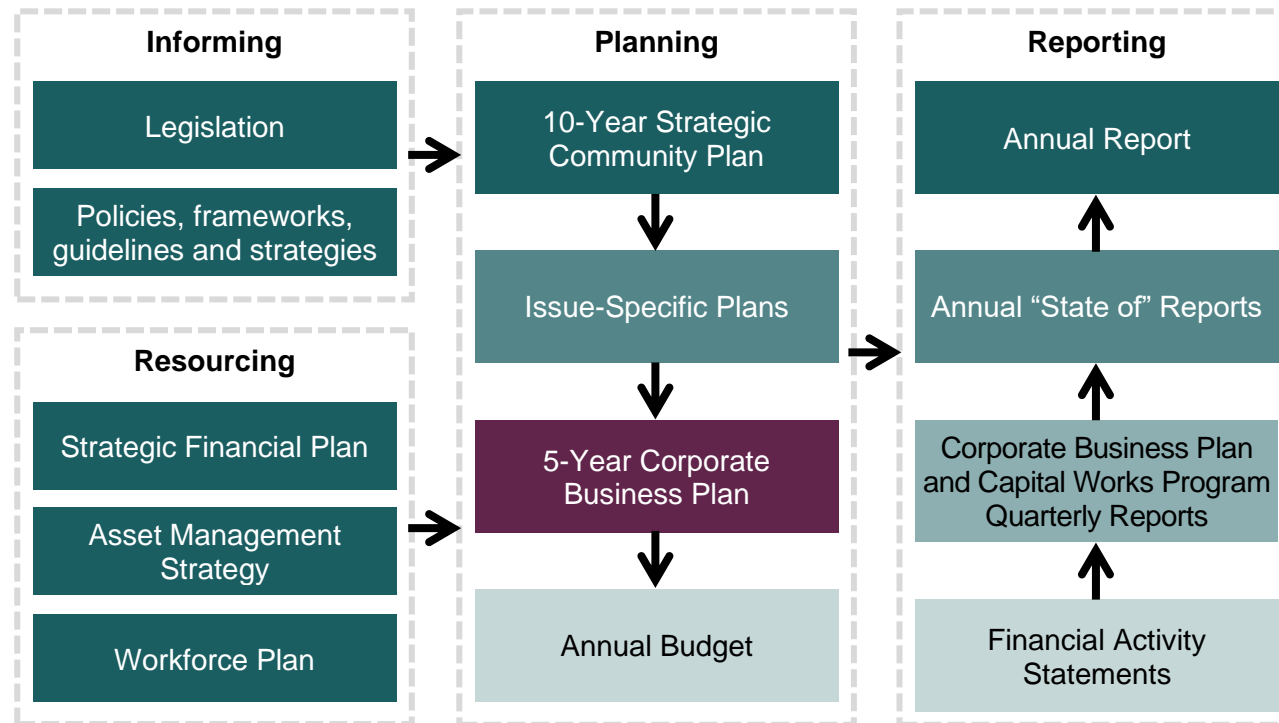 Informing
Legislation
Policies, frameworks,
guidelines and strategies
Resourcing
Strategic Financial Plan
Asset Management
Strategy
Workforce Plan
Planning
10-Year Strategic
Community Plan
Issue-Specific Plans
5-Year Corporate
Business Plan
Annual Budget
Reporting
Annual Report
Annual “State of” Reports
Corporate Business Plan
and Capital Works Program
Quarterly Reports
Financial Activity
Statements